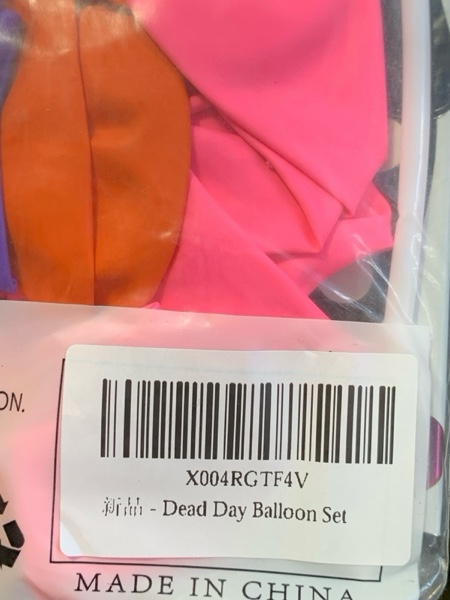 ON.
X004RGTF4V
新品 - Dead Day Balloon Set
MADE IN CHINA